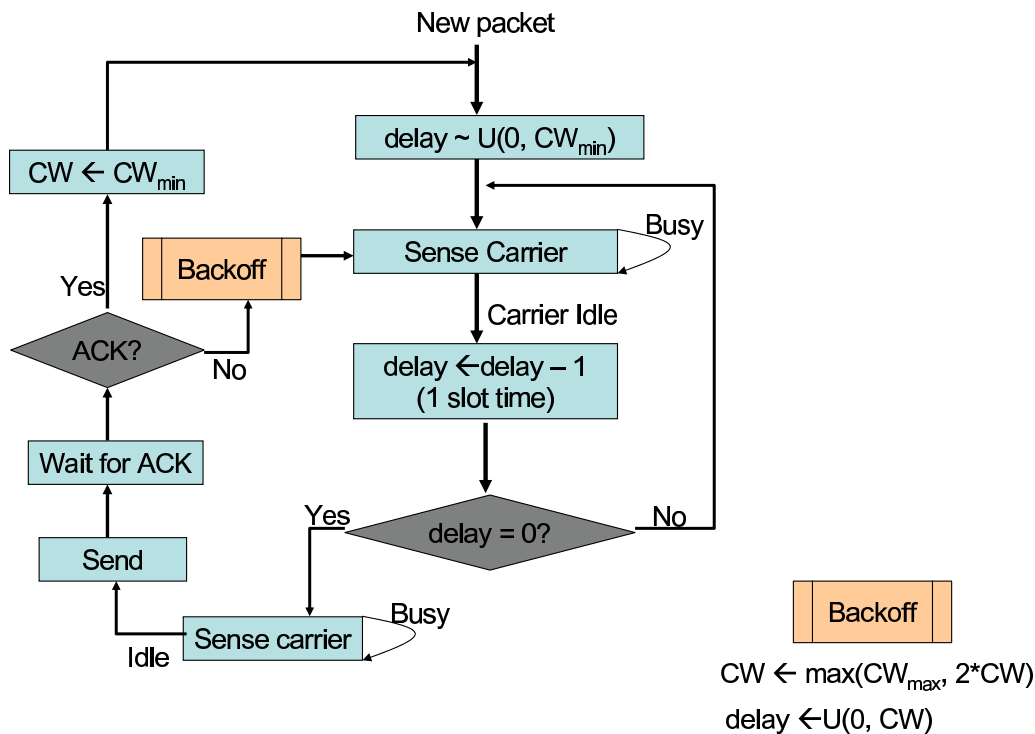 New packet
delay ~ U(0, CWmin)
CW ← CWmin
Busy
Sense Carrier
Backoff
Yes
Carrier Idle
ACK?
No
delay ←delay – 1
(1 slot time)
Wait for ACK
Yes
delay = 0?
No
Send
Busy
Sense carrier
Idle
Backoff
CW ← max(CWmax, 2*CW)
delay ←U(0, CW)